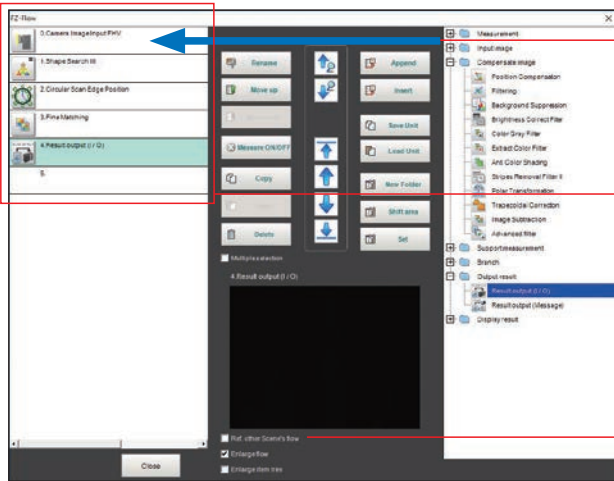 FZ-Flow
0.Camera Image Input FHV
1.Shape Search III
2.Circular Scan Edge Position
3.Fine Matching
4.Result output (I / O)
5.
Rename
Move up
Measure ON/OFF
Copy
Delete
Append
Insert
Save Unit
Load Unit
New Folder
Shift area
Set
Multiple selection
4.Result output (I / O)
Ref. other Scene's flow
Enlarge flow
Enlarge item tree
Close
Measurement
Input image
Compensate image
Position Compensation
Filtering
Background Suppression
Brightness Correct Filter
Color Gray Filter
Extract Color Filter
Anti Color Shading
Stripes Removal Filter II
Polar Transformation
Trapezoidal Correction
Image Subtraction
Advanced filter
Support measurement
Branch
Output result
Result output (I / O)
Result output (Message)
Display result